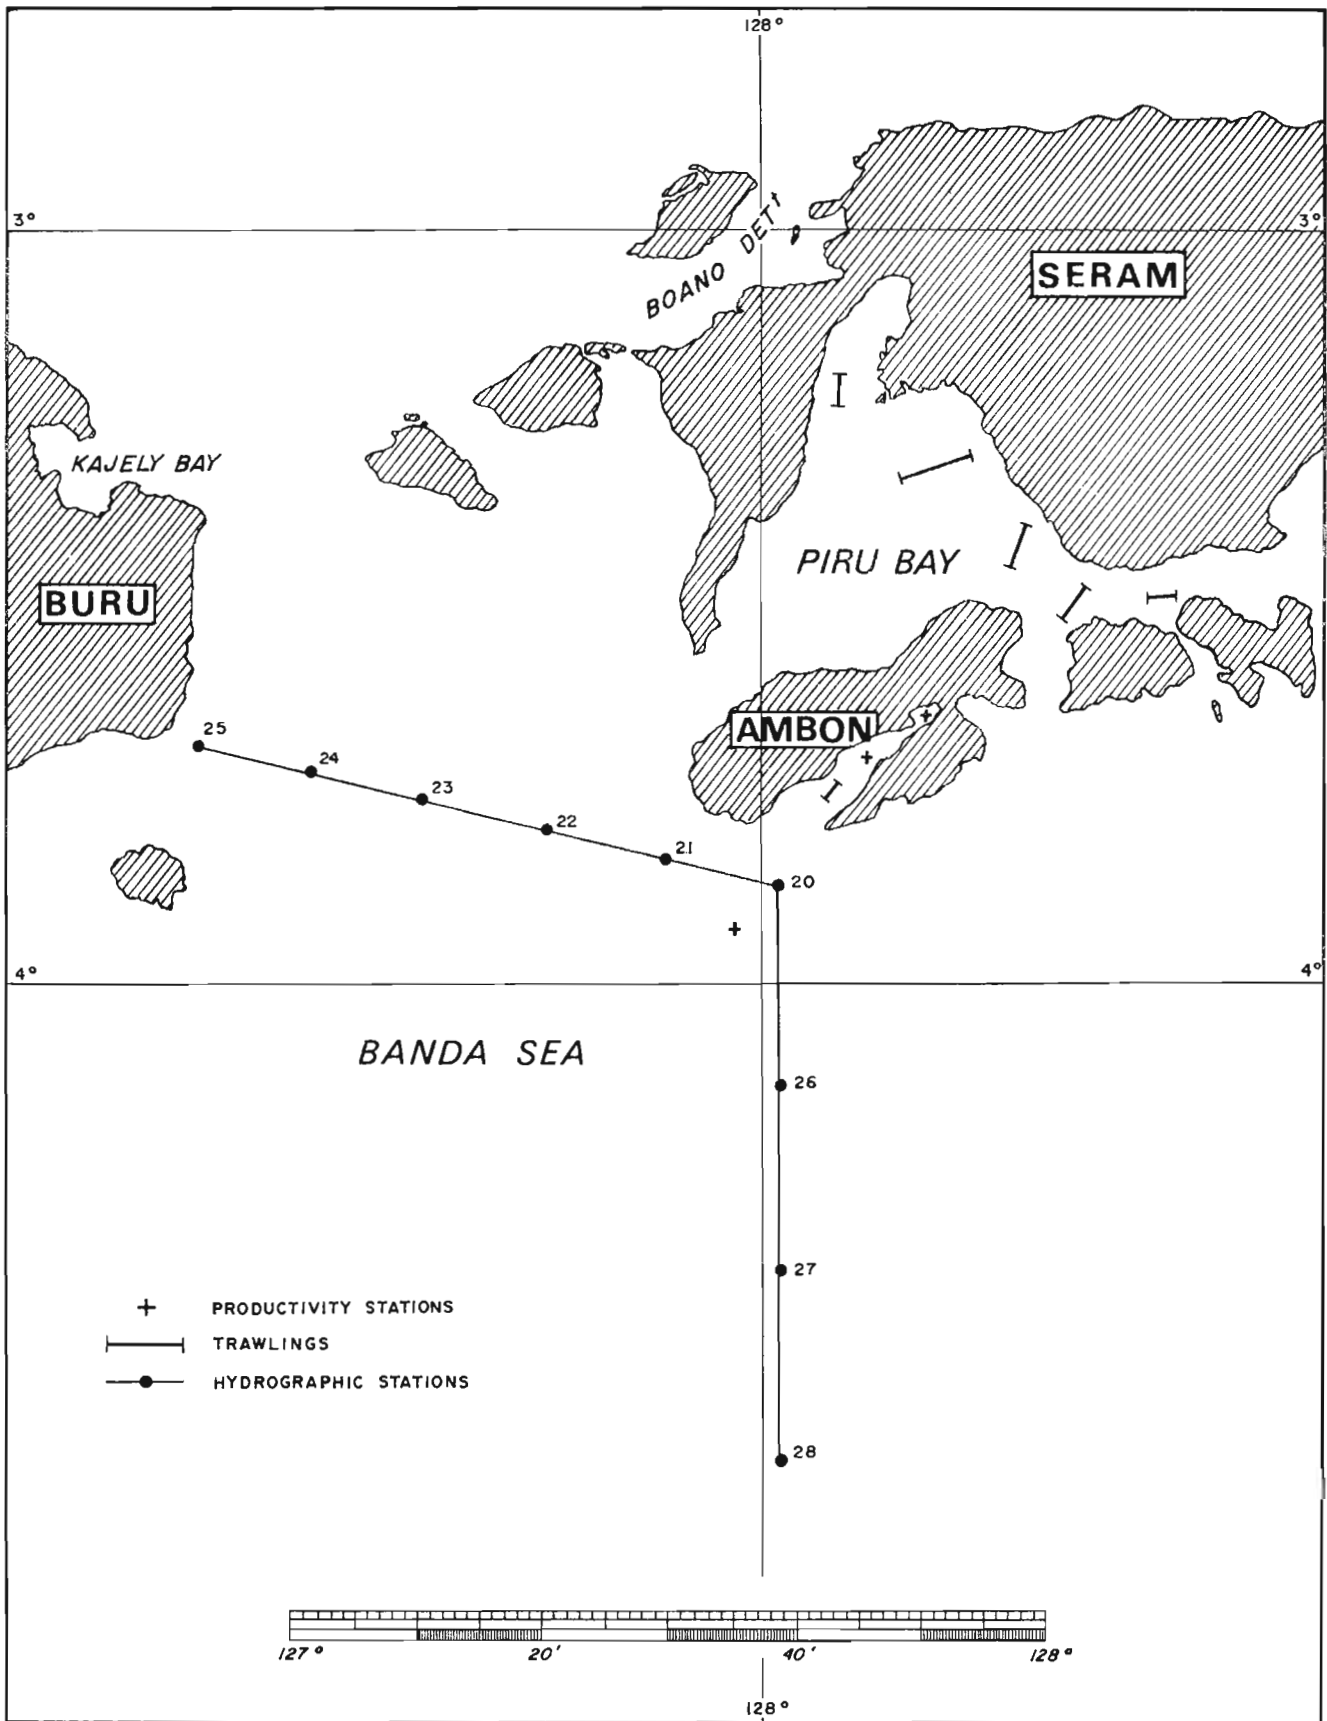 128°
3°
3°
BOANO DETᵗ
SERAM
KAJELY BAY
PIRU BAY
BURU
AMBON
25
24
23
22
21
20
4°
4°
BANDA SEA
26
27
PRODUCTIVITY STATIONS
TRAWLINGS
HYDROGRAPHIC STATIONS
28
127° 20' 40' 128°
128°